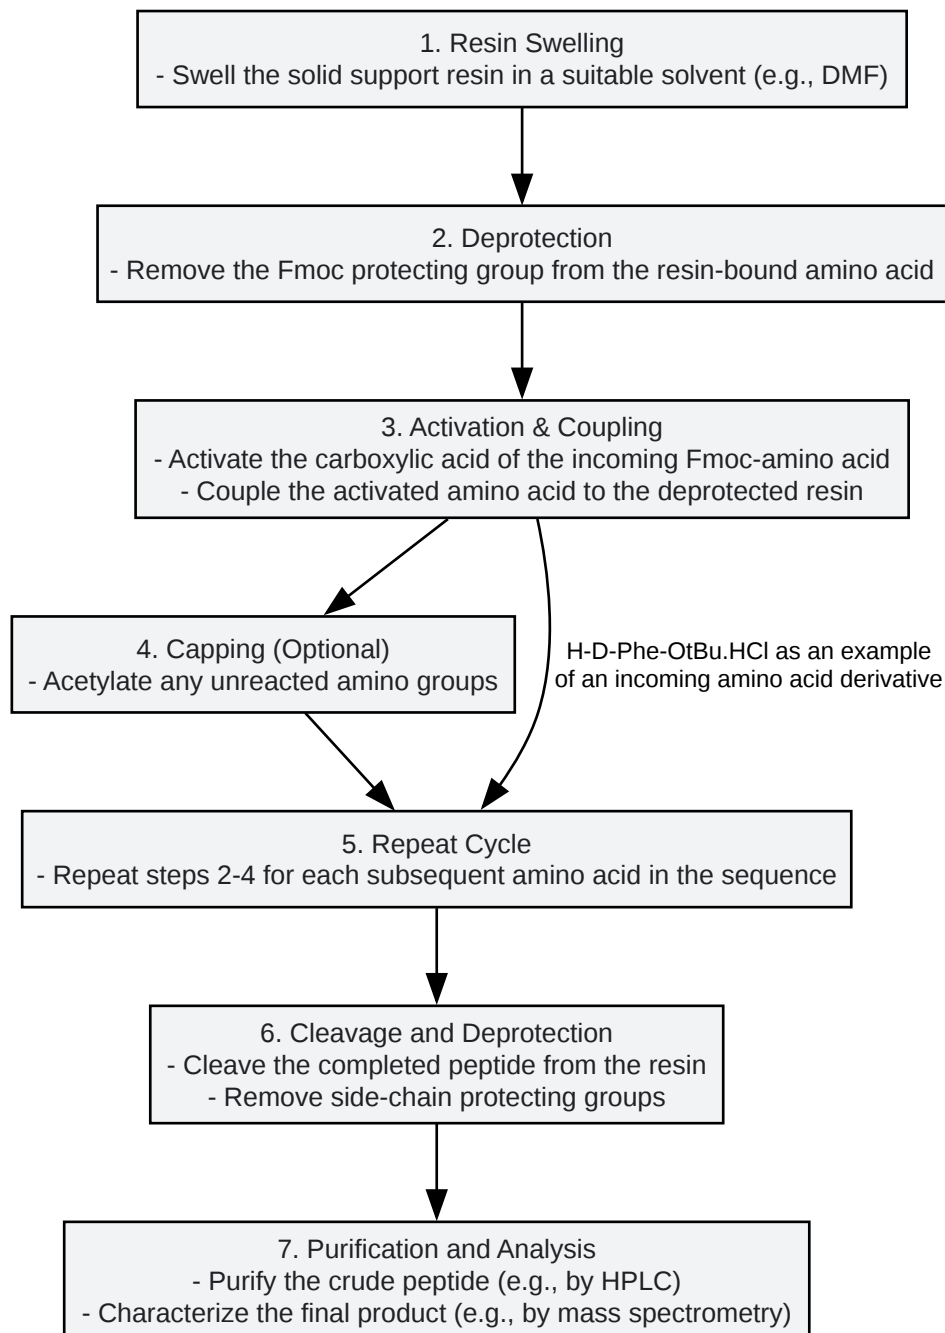 1. Resin Swelling
- Swell the solid support resin in a suitable solvent (e.g., DMF)
2. Deprotection
- Remove the Fmoc protecting group from the resin-bound amino acid
3. Activation & Coupling
- Activate the carboxylic acid of the incoming Fmoc-amino acid
- Couple the activated amino acid to the deprotected resin
4. Capping (Optional)
- Acetylate any unreacted amino groups
H-D-Phe-OtBu.HCl as an example
of an incoming amino acid derivative
5. Repeat Cycle
- Repeat steps 2-4 for each subsequent amino acid in the sequence
6. Cleavage and Deprotection
- Cleave the completed peptide from the resin
- Remove side-chain protecting groups
7. Purification and Analysis
- Purify the crude peptide (e.g., by HPLC)
- Characterize the final product (e.g., by mass spectrometry)